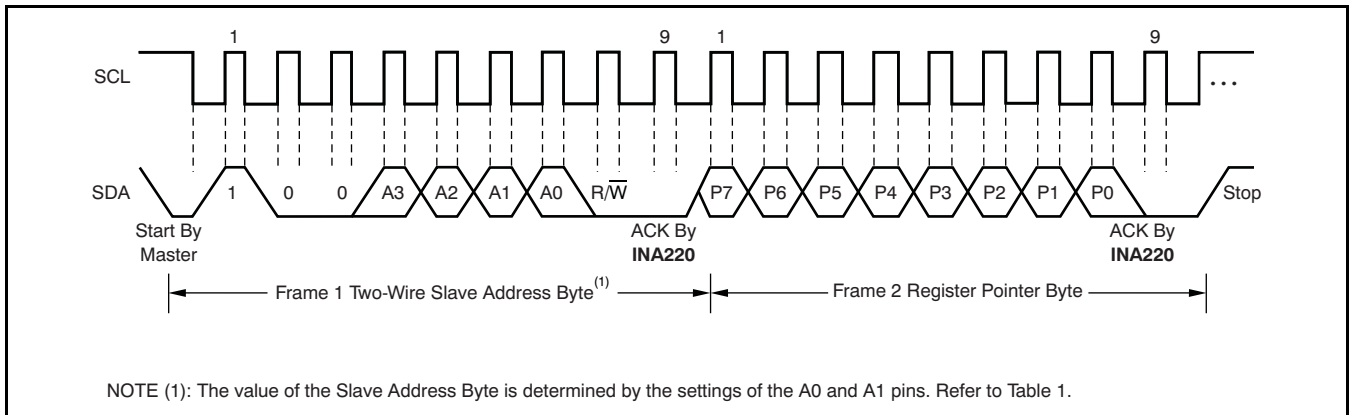 1 9 1 9
SCL ...
SDA 1 0 0 A3 A2 A1 A0 R/W̅ P7 P6 P5 P4 P3 P2 P1 P0 Stop
Start By Master
ACK By INA220
ACK By INA220
Frame 1 Two-Wire Slave Address Byte(1)
Frame 2 Register Pointer Byte
NOTE (1): The value of the Slave Address Byte is determined by the settings of the A0 and A1 pins. Refer to Table 1.